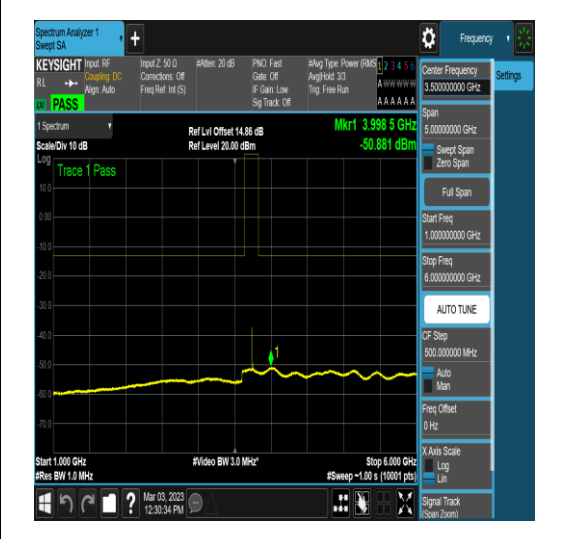 Spectrum Analyzer 1
Swept SA
Frequency
KEYSIGHT
RL
Input: RF
Coupling: DC
Align: Auto
Input Z: 50 Ω
Corrections: Off
Freq Ref: Int (S)
#Atten: 20 dB
PNO: Fast
Gate: Off
IF Gain: Low
Sig Track: Off
#Avg Type: Power (RMS
Avg|Hold: 3/3
Trig: Free Run
1 2 3 4 5 6
A W W W W W
A A A A A A
PASS
1 Spectrum
Scale/Div 10 dB
Ref Lvl Offset 14.86 dB
Ref Level 20.00 dBm
Mkr1 3.998 5 GHz
-50.881 dBm
Log
Trace 1 Pass
10.0
0.00
-10.0
-20.0
-30.0
-40.0
-50.0
-60.0
-70.0
1
Start 1.000 GHz
#Res BW 1.0 MHz
#Video BW 3.0 MHz*
Stop 6.000 GHz
#Sweep ~1.00 s (10001 pts)
?
Mar 03, 2023
12:30:34 PM
Center Frequency
3.500000000 GHz
Settings
Span
5.00000000 GHz
Swept Span
Zero Span
Full Span
Start Freq
1.000000000 GHz
Stop Freq
6.000000000 GHz
AUTO TUNE
CF Step
500.000000 MHz
Auto
Man
Freq Offset
0 Hz
X Axis Scale
Log
Lin
Signal Track
(Span Zoom)